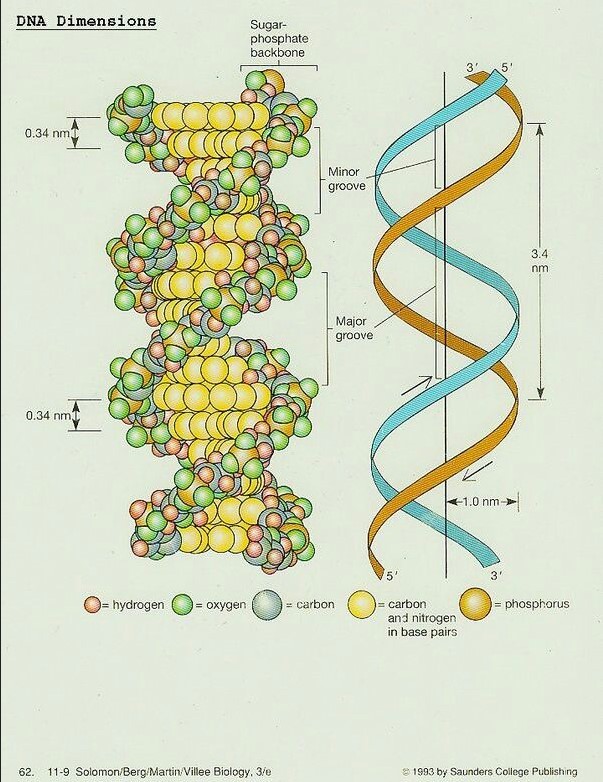 DNA Dimensions
Sugar-
phosphate
backbone
3′ 5′
0.34 nm
Minor
groove
3.4
nm
Major
groove
0.34 nm
1.0 nm
5′
3′
= hydrogen
= oxygen
= carbon
= carbon
and nitrogen
in base pairs
= phosphorus
62. 11-9 Solomon/Berg/Martin/Villee Biology, 3/e
© 1993 by Saunders College Publishing